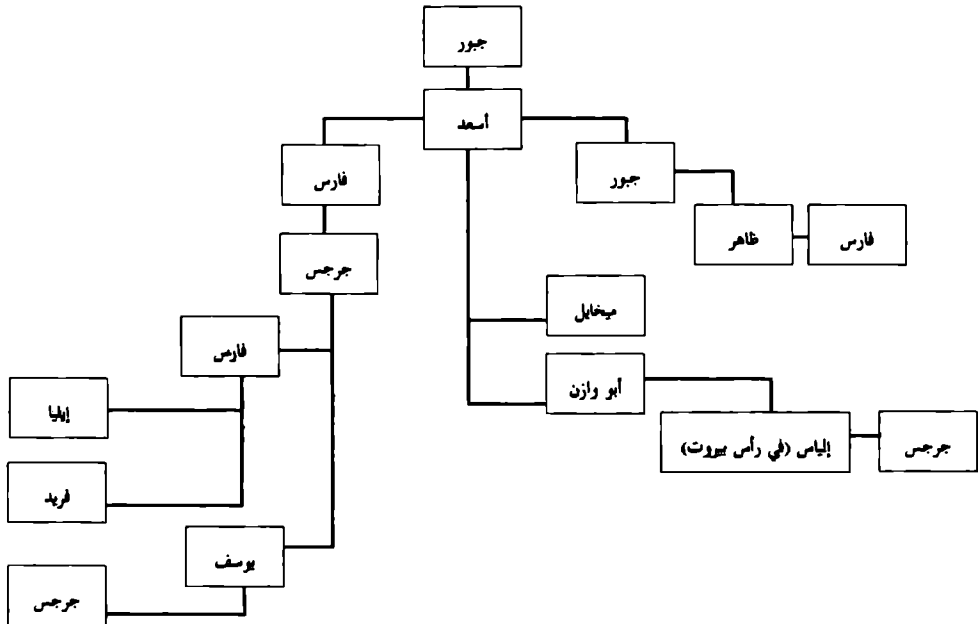 جبور
أسعد
فارس
جبور
ظاهر
فارس
جرجس
ميخايل
فارس
أبو وازن
إيليا
إلياس (في رأس بيروت)
جرجس
فريد
يوسف
جرجس